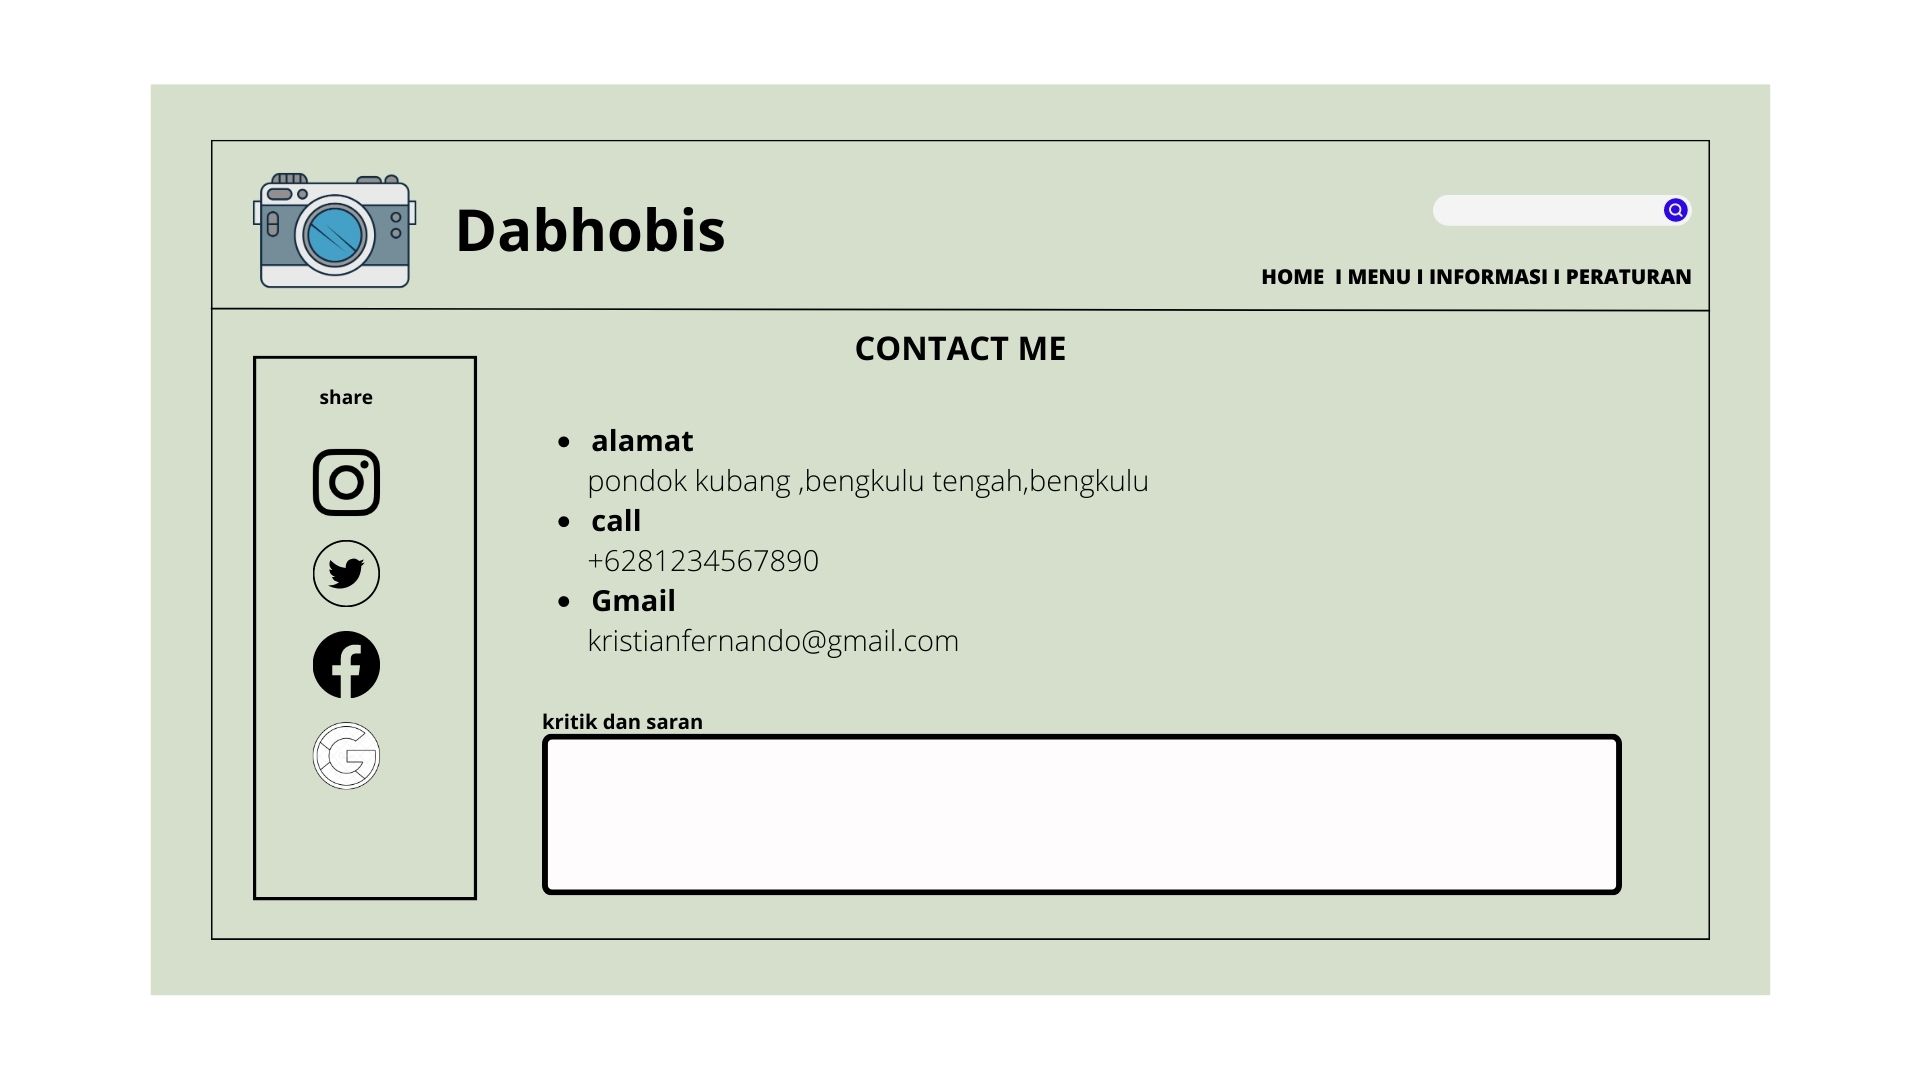 Dabhobis
HOME I MENU I INFORMASI I PERATURAN
CONTACT ME
share
alamat
pondok kubang ,bengkulu tengah,bengkulu
call
+6281234567890
Gmail
kristianfernando@gmail.com
kritik dan saran